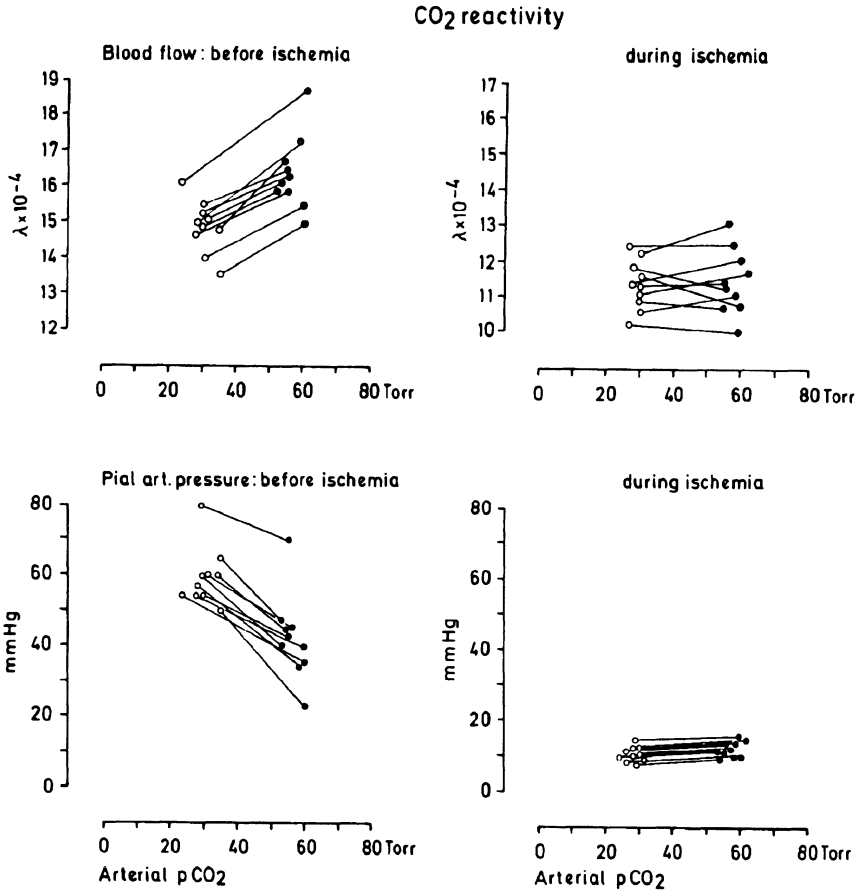 CO2 reactivity
Blood flow: before ischemia
19
18
17
16
15
14
13
12
λ×10-4
0 20 40 60 80 Torr
during ischemia
17
16
15
14
13
12
11
10
λ×10-4
0 20 40 60 80 Torr
Pial art. pressure: before ischemia
80
60
40
20
0
mmHg
0 20 40 60 80 Torr
Arterial pCO2
during ischemia
80
60
40
20
0
mmHg
0 20 40 60 80 Torr
Arterial pCO2